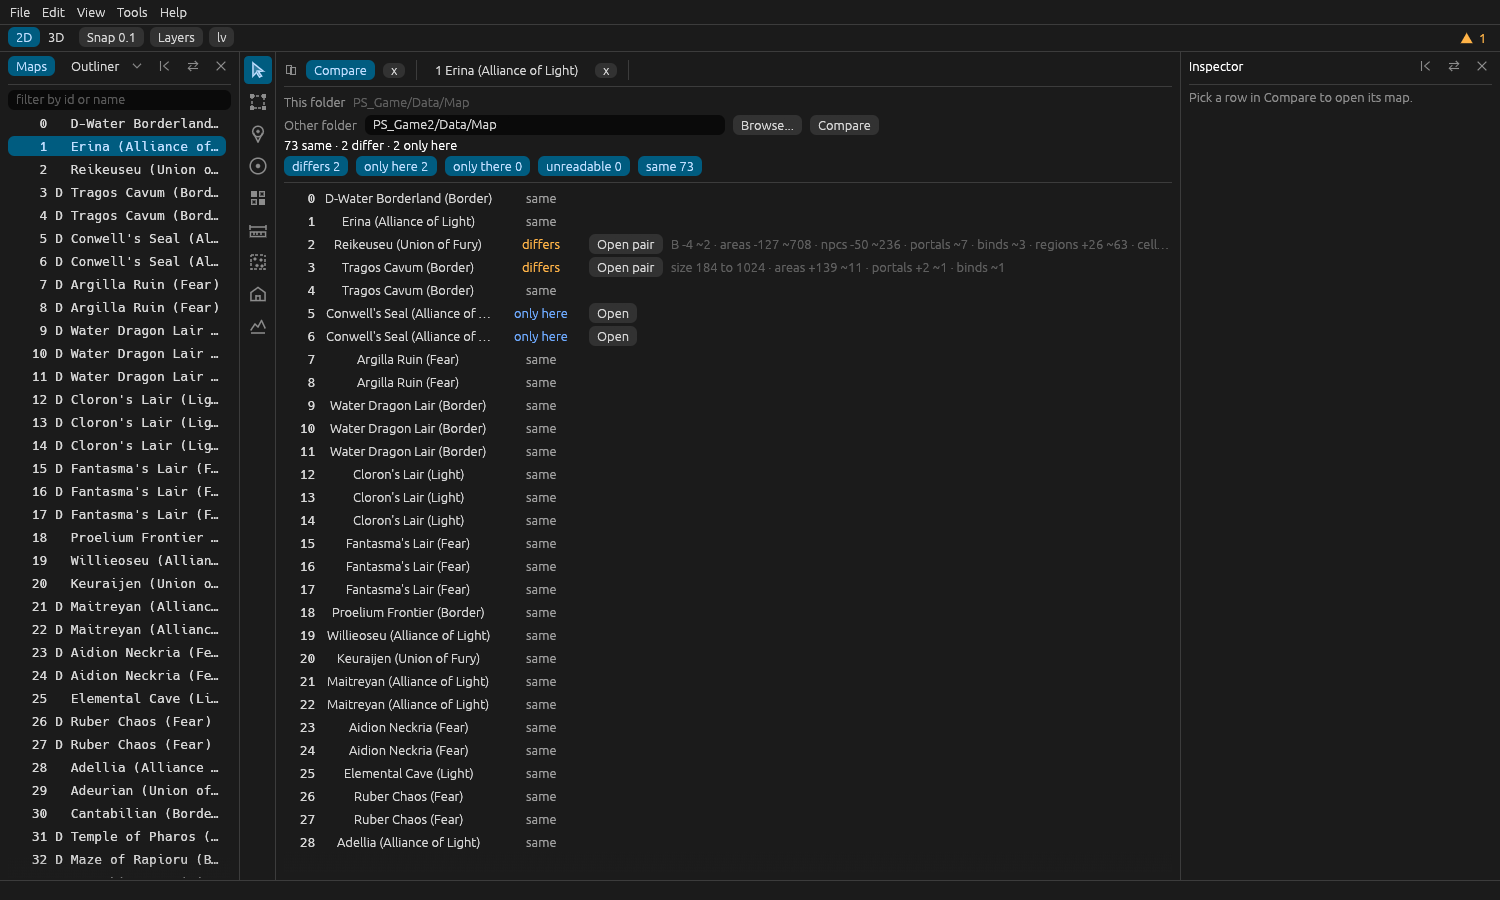 File Edit View Tools Help
2D 3D Snap 0.1 Layers lv 1
Maps Outliner
filter by id or name
0 D-Water Borderland…
1 Erina (Alliance of…
2 Reikeuseu (Union o…
3 D Tragos Cavum (Bord…
4 D Tragos Cavum (Bord…
5 D Conwell's Seal (Al…
6 D Conwell's Seal (Al…
7 D Argilla Ruin (Fear)
8 D Argilla Ruin (Fear)
9 D Water Dragon Lair …
10 D Water Dragon Lair …
11 D Water Dragon Lair …
12 D Cloron's Lair (Lig…
13 D Cloron's Lair (Lig…
14 D Cloron's Lair (Lig…
15 D Fantasma's Lair (F…
16 D Fantasma's Lair (F…
17 D Fantasma's Lair (F…
18 Proelium Frontier …
19 Willieoseu (Allian…
20 Keuraijen (Union o…
21 D Maitreyan (Allianc…
22 D Maitreyan (Allianc…
23 D Aidion Neckria (Fe…
24 D Aidion Neckria (Fe…
25 Elemental Cave (Li…
26 D Ruber Chaos (Fear)
27 D Ruber Chaos (Fear)
28 Adellia (Alliance …
29 Adeurian (Union of…
30 Cantabilian (Borde…
31 D Temple of Pharos (…
32 D Maze of Rapioru (B…
Compare x 1 Erina (Alliance of Light) x
This folder PS_Game/Data/Map
Other folder PS_Game2/Data/Map Browse... Compare
73 same · 2 differ · 2 only here
differs 2 only here 2 only there 0 unreadable 0 same 73
0 D-Water Borderland (Border) same
1 Erina (Alliance of Light) same
2 Reikeuseu (Union of Fury) differs Open pair B -4 ~2 · areas -127 ~708 · npcs -50 ~236 · portals ~7 · binds ~3 · regions +26 ~63 · cell…
3 Tragos Cavum (Border) differs Open pair size 184 to 1024 · areas +139 ~11 · portals +2 ~1 · binds ~1
4 Tragos Cavum (Border) same
5 Conwell's Seal (Alliance of … only here Open
6 Conwell's Seal (Alliance of … only here Open
7 Argilla Ruin (Fear) same
8 Argilla Ruin (Fear) same
9 Water Dragon Lair (Border) same
10 Water Dragon Lair (Border) same
11 Water Dragon Lair (Border) same
12 Cloron's Lair (Light) same
13 Cloron's Lair (Light) same
14 Cloron's Lair (Light) same
15 Fantasma's Lair (Fear) same
16 Fantasma's Lair (Fear) same
17 Fantasma's Lair (Fear) same
18 Proelium Frontier (Border) same
19 Willieoseu (Alliance of Light) same
20 Keuraijen (Union of Fury) same
21 Maitreyan (Alliance of Light) same
22 Maitreyan (Alliance of Light) same
23 Aidion Neckria (Fear) same
24 Aidion Neckria (Fear) same
25 Elemental Cave (Light) same
26 Ruber Chaos (Fear) same
27 Ruber Chaos (Fear) same
28 Adellia (Alliance of Light) same
Inspector
Pick a row in Compare to open its map.